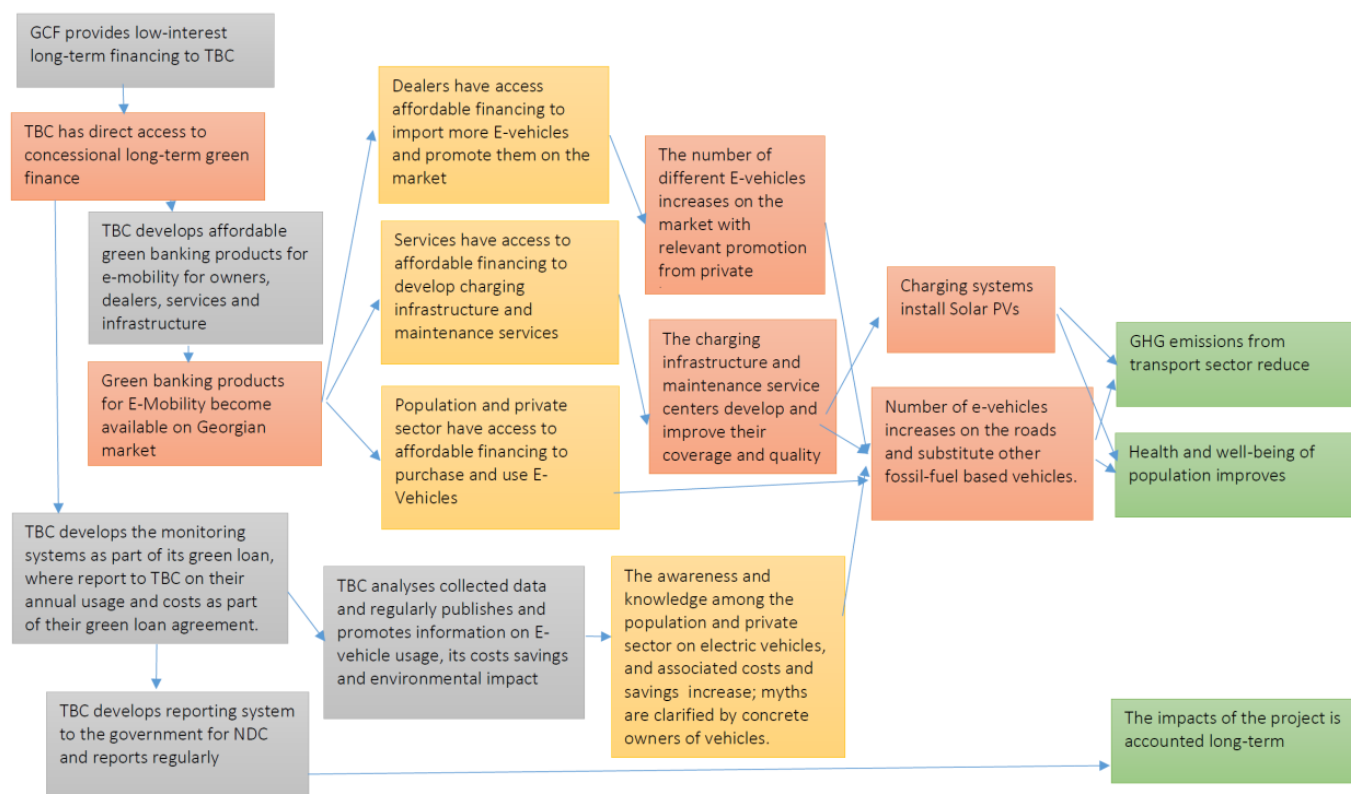 GCF provides low-interest
long-term financing to TBC
TBC has direct access to
concessional long-term green
finance
TBC develops affordable
green banking products for
e-mobility for owners,
dealers, services and
infrastructure
Green banking products
for E-Mobility become
available on Georgian
market
Dealers have access
affordable financing to
import more E-vehicles
and promote them on the
market
Services have access to
affordable financing to
develop charging
infrastructure and
maintenance services
Population and private
sector have access to
affordable financing to
purchase and use E-
Vehicles
The number of
different E-vehicles
increases on the
market with
relevant promotion
from private
The charging
infrastructure and
maintenance service
centers develop and
improve their
coverage and quality
Charging systems
install Solar PVs
Number of e-vehicles
increases on the roads
and substitute other
fossil-fuel based vehicles.
GHG emissions from
transport sector reduce
Health and well-being of
population improves
TBC develops the monitoring
systems as part of its green loan,
where report to TBC on their
annual usage and costs as part
of their green loan agreement.
TBC analyses collected data
and regularly publishes and
promotes information on E-
vehicle usage, its costs savings
and environmental impact
The awareness and
knowledge among the
population and private
sector on electric vehicles,
and associated costs and
savings increase; myths
are clarified by concrete
owners of vehicles.
TBC develops reporting system
to the government for NDC
and reports regularly
The impacts of the project is
accounted long-term